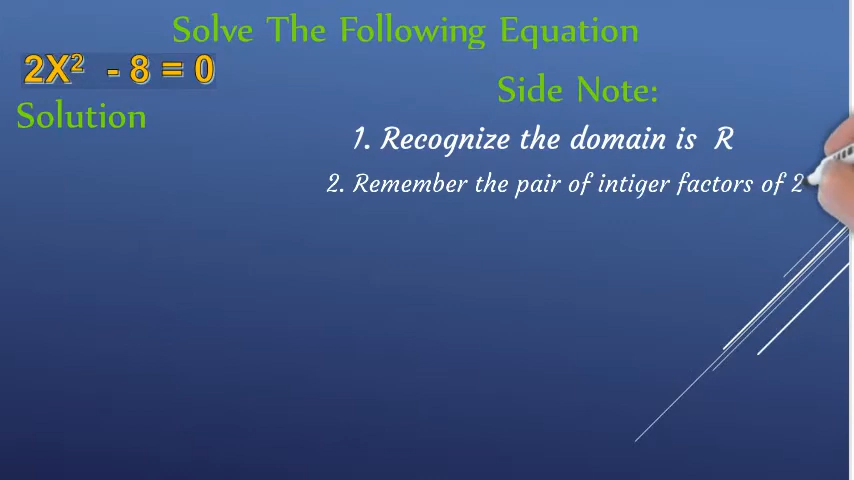 Solve The Following Equation
2X² - 8 = 0
Side Note:
Solution
1. Recognize the domain is R
2. Remember the pair of intiger factors of 2